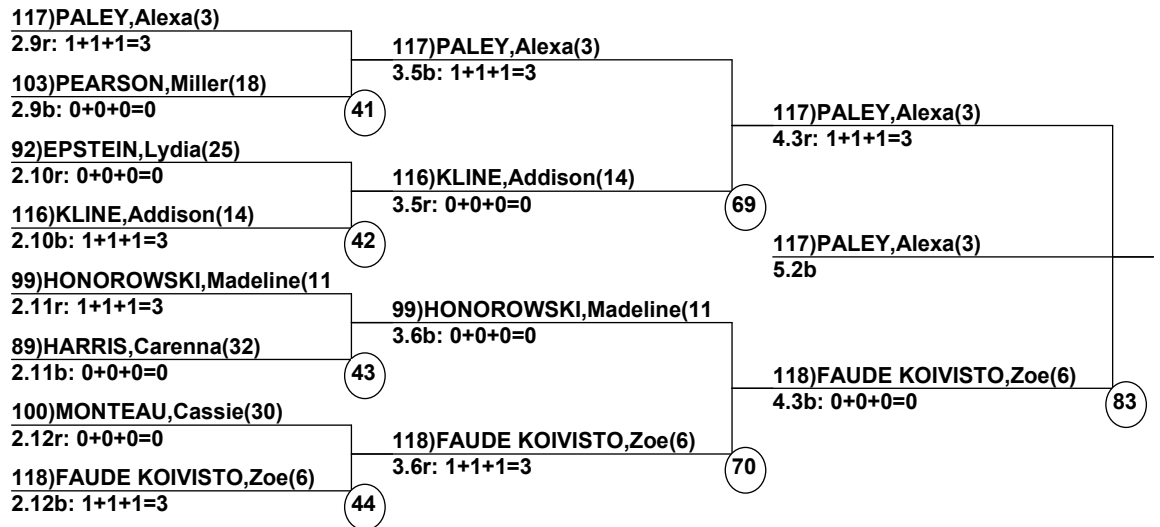 117)PALEY,Alexa(3)
2.9r: 1+1+1=3
103)PEARSON,Miller(18)
2.9b: 0+0+0=0
41
92)EPSTEIN,Lydia(25)
2.10r: 0+0+0=0
116)KLINE,Addison(14)
2.10b: 1+1+1=3
42
99)HONOROWSKI,Madeline(11
2.11r: 1+1+1=3
89)HARRIS,Carenna(32)
2.11b: 0+0+0=0
43
100)MONTEAU,Cassie(30)
2.12r: 0+0+0=0
118)FAUDE KOIVISTO,Zoe(6)
2.12b: 1+1+1=3
44
117)PALEY,Alexa(3)
3.5b: 1+1+1=3
116)KLINE,Addison(14)
3.5r: 0+0+0=0
69
99)HONOROWSKI,Madeline(11
3.6b: 0+0+0=0
118)FAUDE KOIVISTO,Zoe(6)
3.6r: 1+1+1=3
70
117)PALEY,Alexa(3)
4.3r: 1+1+1=3
117)PALEY,Alexa(3)
5.2b
118)FAUDE KOIVISTO,Zoe(6)
4.3b: 0+0+0=0
83